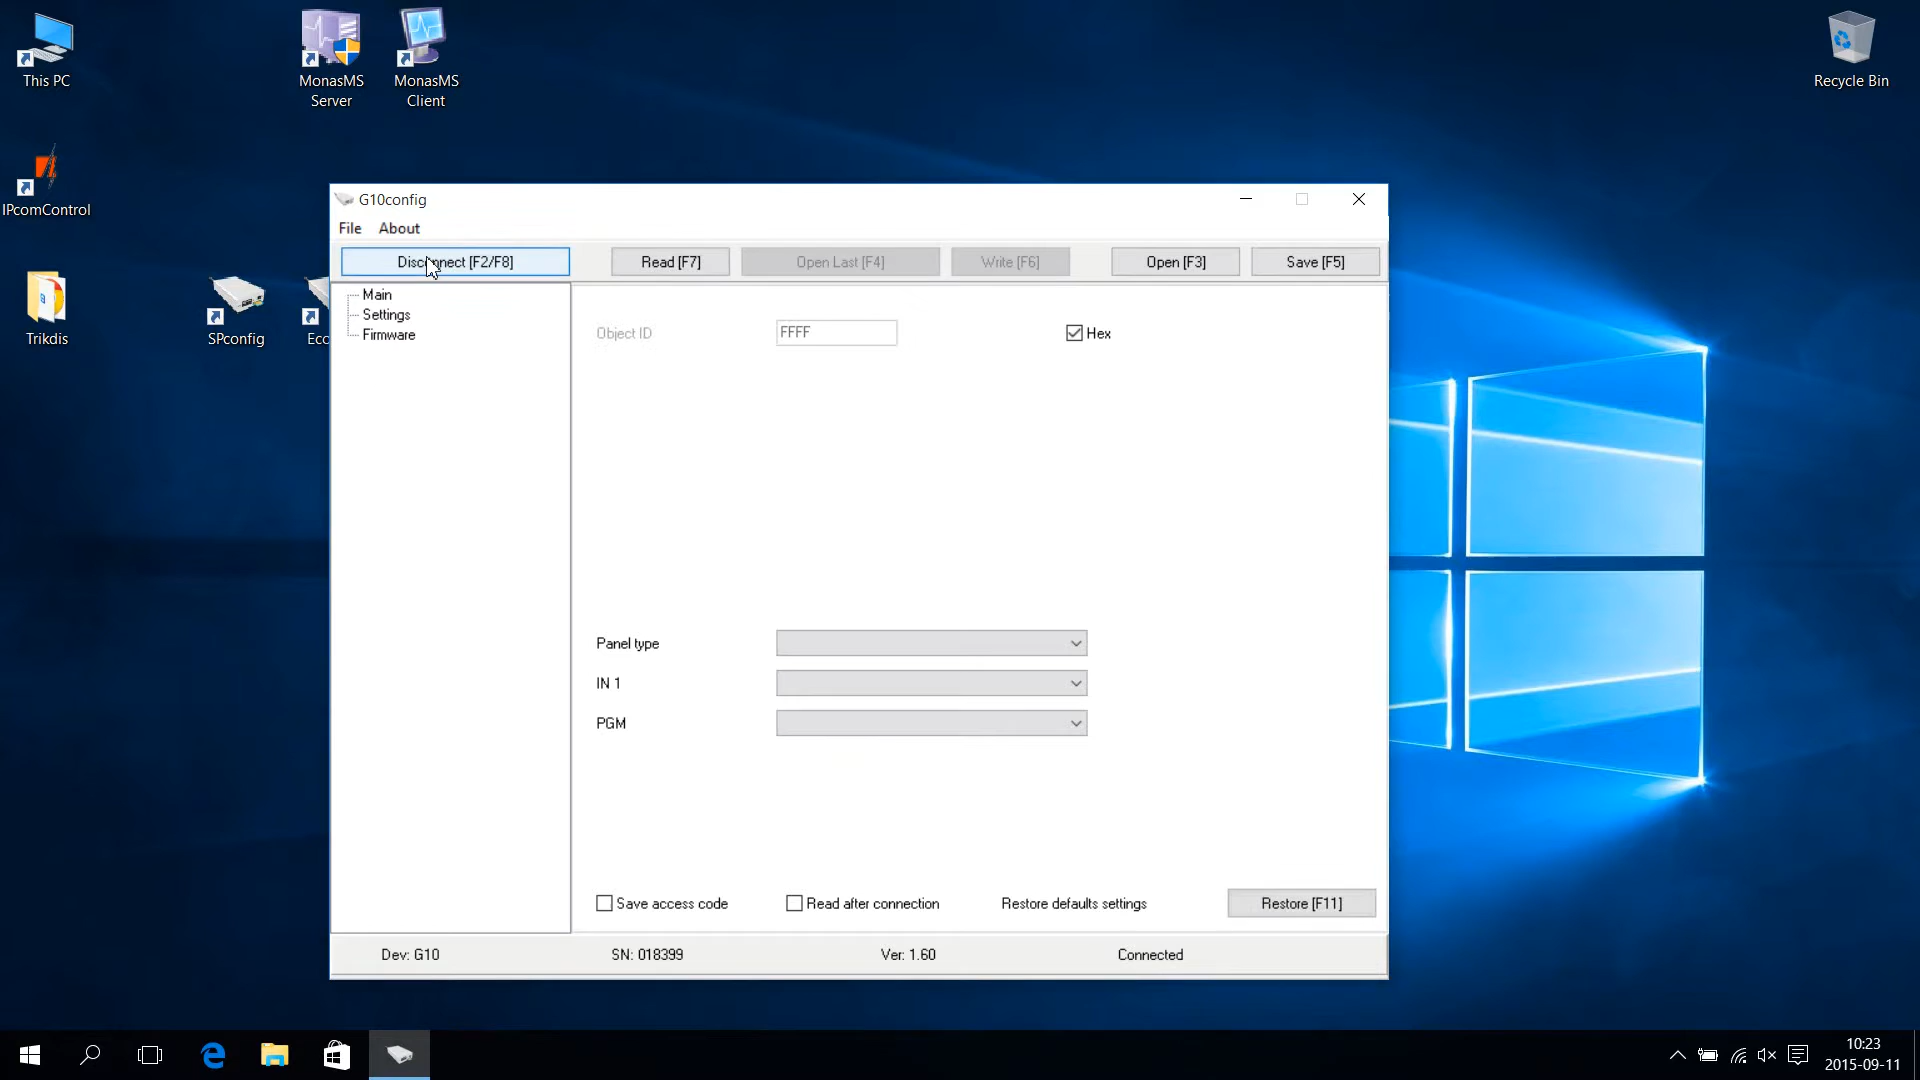 This PC
MonasMS
Server
MonasMS
Client
Recycle Bin
IPcomControl
Trikdis
SPconfig
Eco
G10config
File
About
Disconnect [F2/F8]
Read [F7]
Open Last [F4]
Write [F6]
Open [F3]
Save [F5]
Main
Settings
Firmware
Object ID
FFFF
Hex
Panel type
IN 1
PGM
Save access code
Read after connection
Restore defaults settings
Restore [F11]
Dev: G10
SN: 018399
Ver: 1.60
Connected
10:23
2015-09-11